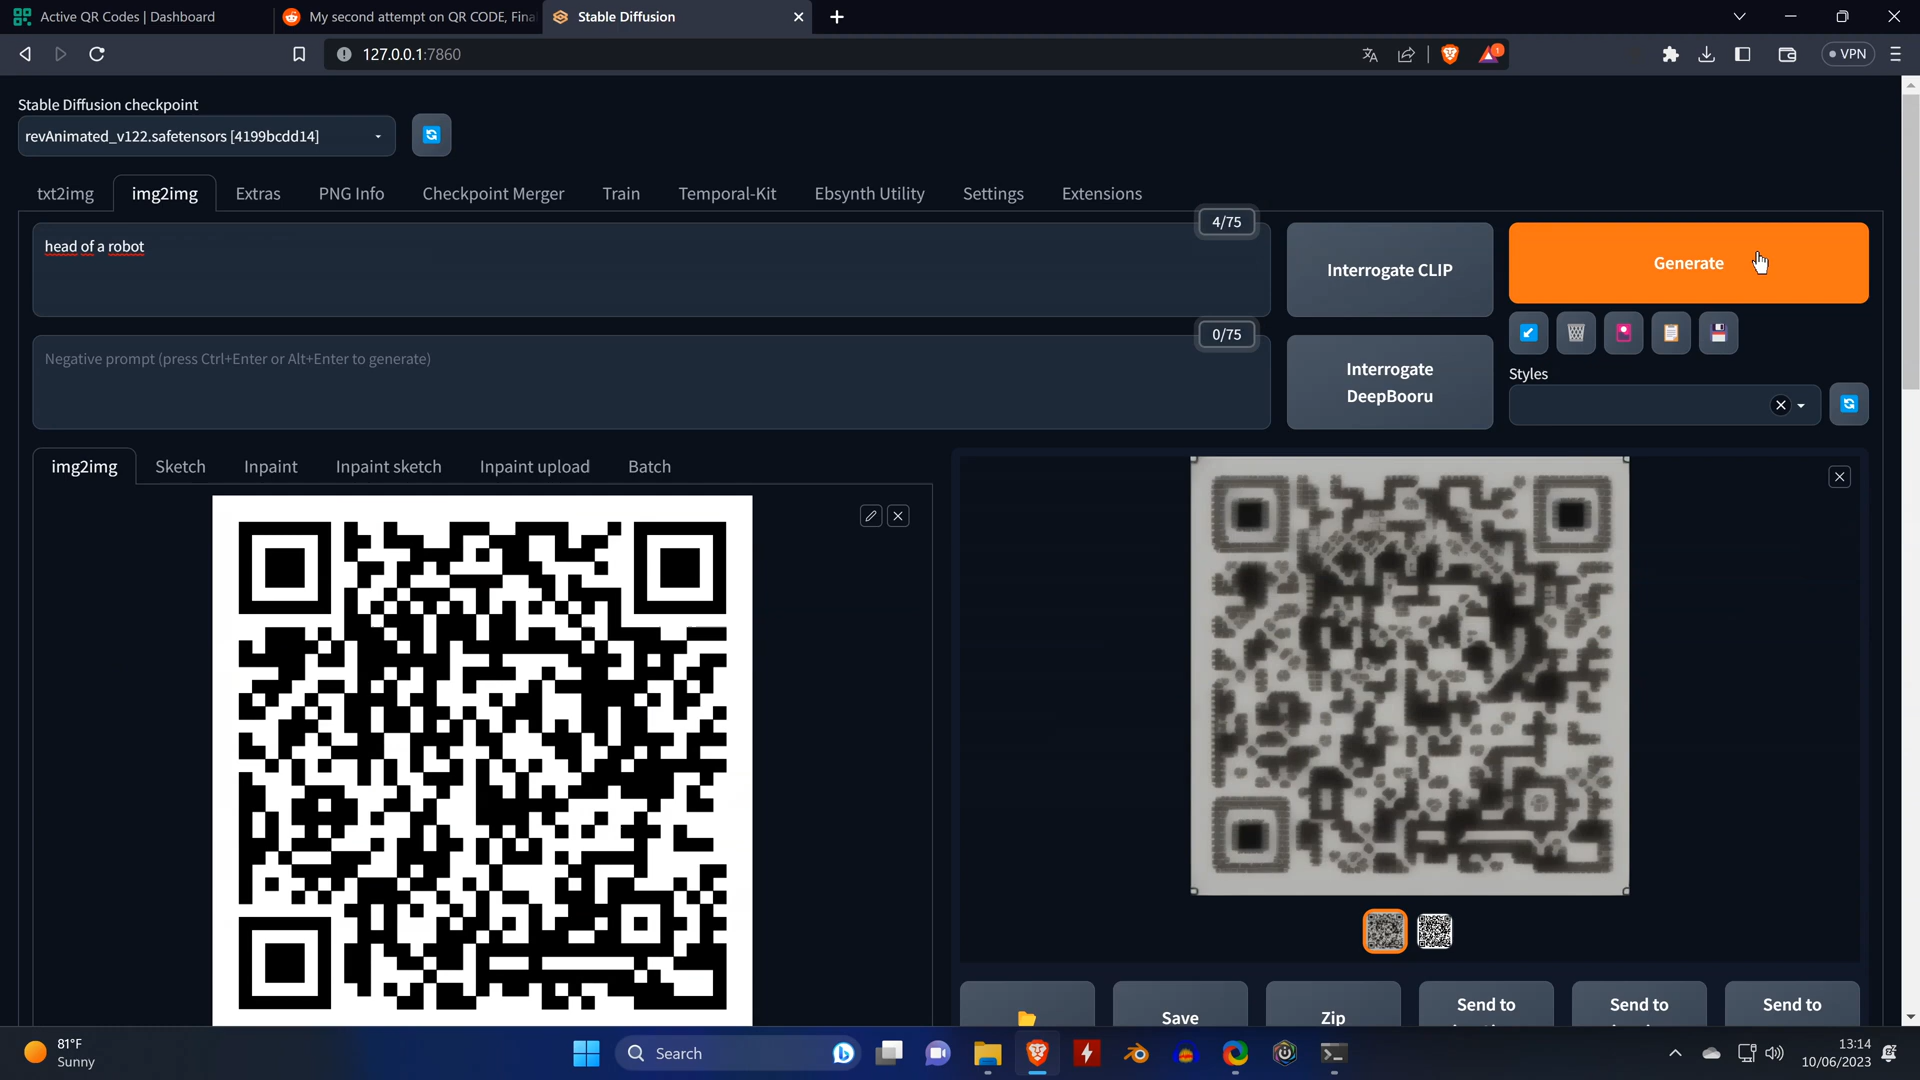 Active QR Codes | Dashboard
My second attempt on QR CODE, Fina
Stable Diffusion
127.0.0.1:7860
1
VPN
Stable Diffusion checkpoint
revAnimated_v122.safetensors [4199bcdd14]
txt2img
img2img
Extras
PNG Info
Checkpoint Merger
Train
Temporal-Kit
Ebsynth Utility
Settings
Extensions
head of a robot
4/75
Interrogate CLIP
Generate
Negative prompt (press Ctrl+Enter or Alt+Enter to generate)
0/75
Interrogate
DeepBooru
Styles
img2img
Sketch
Inpaint
Inpaint sketch
Inpaint upload
Batch
Save
Zip
Send to
Send to
Send to
81°F
Sunny
Search
13:14
10/06/2023